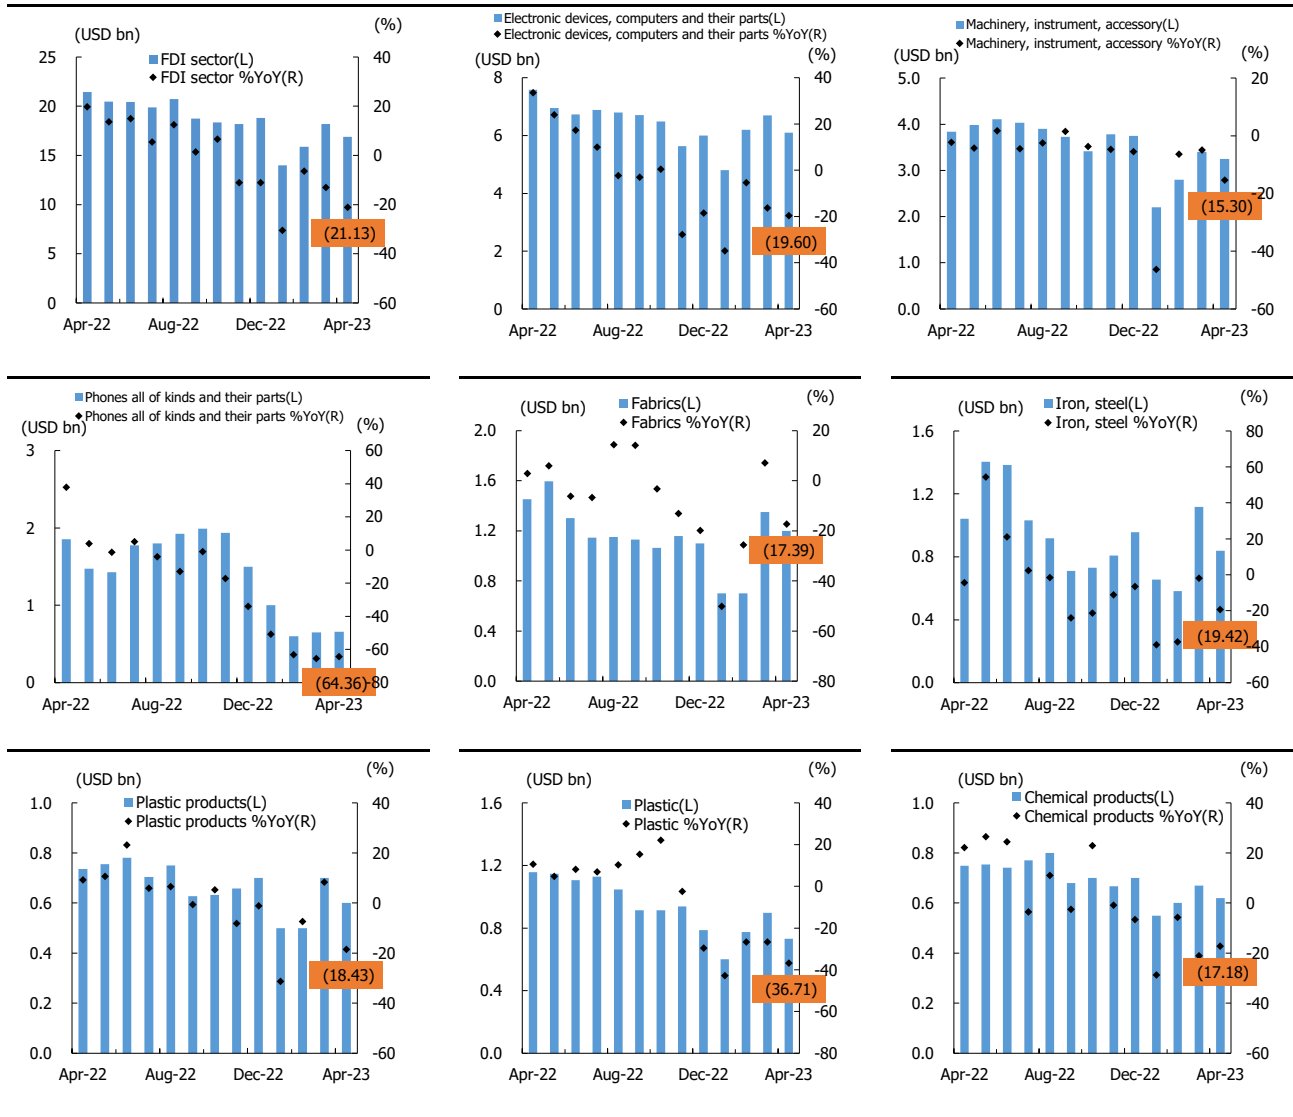 (USD bn)
(%)
FDI sector(L)
FDI sector %YoY(R)
25
20
15
10
5
0
40
20
0
-20
-40
-60
(21.13)
Apr-22
Aug-22
Dec-22
Apr-23
Electronic devices, computers and their parts(L)
Electronic devices, computers and their parts %YoY(R)
(USD bn)
(%)
8
6
4
2
0
40
20
0
-20
-40
-60
(19.60)
Apr-22
Aug-22
Dec-22
Apr-23
Machinery, instrument, accessory(L)
Machinery, instrument, accessory %YoY(R)
(USD bn)
(%)
5.0
4.0
3.0
2.0
1.0
0.0
20
0
-20
-40
-60
(15.30)
Apr-22
Aug-22
Dec-22
Apr-23
Phones all of kinds and their parts(L)
Phones all of kinds and their parts %YoY(R)
(USD bn)
(%)
3
2
1
0
60
40
20
0
-20
-40
-60
-80
(64.36)
Apr-22
Aug-22
Dec-22
Apr-23
(USD bn)
(%)
Fabrics(L)
Fabrics %YoY(R)
2.0
1.6
1.2
0.8
0.4
0.0
20
0
-20
-40
-60
-80
(17.39)
Apr-22
Aug-22
Dec-22
Apr-23
(USD bn)
(%)
Iron, steel(L)
Iron, steel %YoY(R)
1.6
1.2
0.8
0.4
0.0
80
60
40
20
0
-20
-40
-60
(19.42)
Apr-22
Aug-22
Dec-22
Apr-23
(USD bn)
(%)
Plastic products(L)
Plastic products %YoY(R)
1.0
0.8
0.6
0.4
0.2
0.0
40
20
0
-20
-40
-60
(18.43)
Apr-22
Aug-22
Dec-22
Apr-23
(USD bn)
(%)
Plastic(L)
Plastic %YoY(R)
1.6
1.2
0.8
0.4
0.0
40
20
0
-20
-40
-60
-80
(36.71)
Apr-22
Aug-22
Dec-22
Apr-23
(USD bn)
(%)
Chemical products(L)
Chemical products %YoY(R)
1.0
0.8
0.6
0.4
0.2
0.0
40
20
0
-20
-40
-60
(17.18)
Apr-22
Aug-22
Dec-22
Apr-23